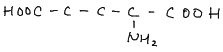 HOOC - C - C - C - COOH
NH₂